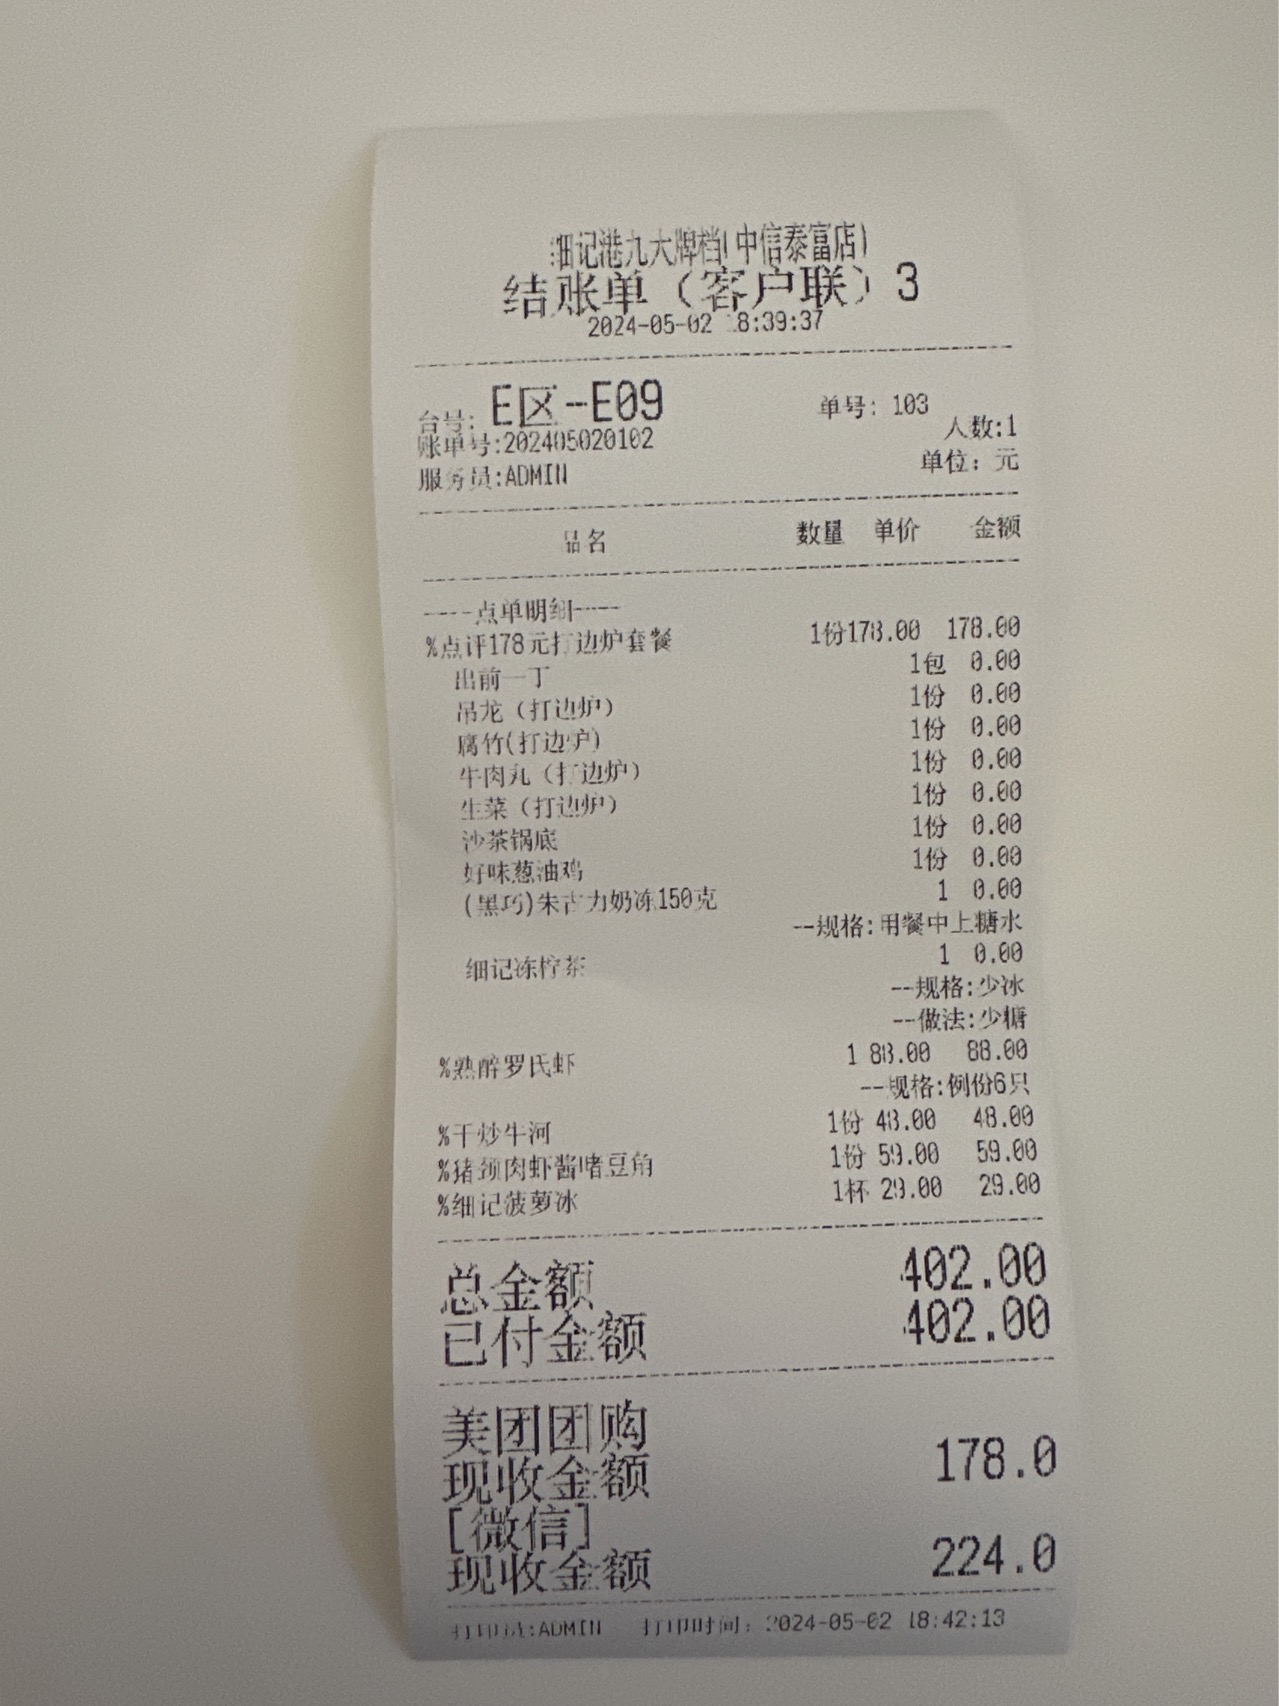 细记港九大牌档(中信泰富店)
结账单（客户联）3
2024-05-02 18:39:37
台号: E区-E09 单号: 103
人数:1
账单号:202405020102
单位: 元
服务员:ADMIN
品名 数量 单价 金额
----点单明细----
%点评178元打边炉套餐 1份178.00 178.00
出前一丁 1包 0.00
吊龙（打边炉） 1份 0.00
腐竹(打边炉) 1份 0.00
牛肉丸（打边炉） 1份 0.00
生菜（打边炉） 1份 0.00
沙茶锅底 1份 0.00
好味葱油鸡 1份 0.00
(黑巧)朱古力奶冻150克 1 0.00
--规格:用餐中上糖水
细记冻柠茶 1 0.00
--规格:少冰
--做法:少糖
%熟醉罗氏虾 1 88.00 88.00
--规格:例份6只
%干炒牛河 1份 48.00 48.00
%猪颈肉虾酱啫豆角 1份 59.00 59.00
%细记菠萝冰 1杯 29.00 29.00
总金额 402.00
已付金额 402.00
美团团购
现收金额 178.0
[微信]
现收金额 224.0
打印员:ADMIN 打印时间: 2024-05-02 18:42:13